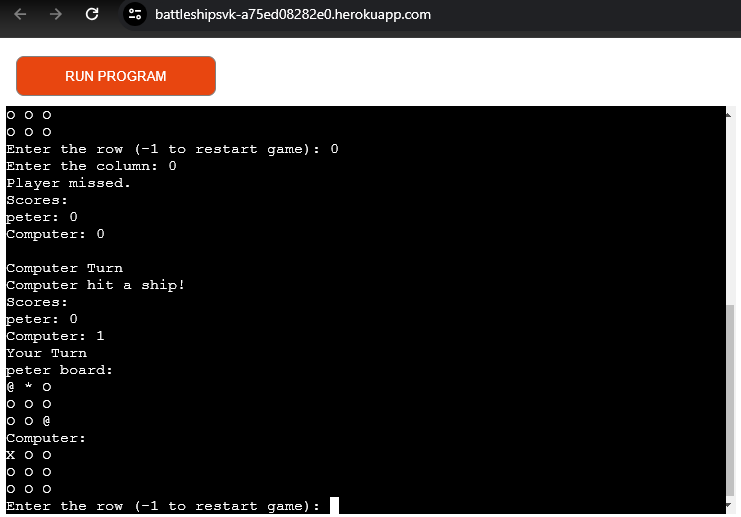 battleshipsvk-a75ed08282e0.herokuapp.com
RUN PROGRAM
O O O
O O O
Enter the row (-1 to restart game): 0
Enter the column: 0
Player missed.
Scores:
peter: 0
Computer: 0
Computer Turn
Computer hit a ship!
Scores:
peter: 0
Computer: 1
Your Turn
peter board:
@ * O
O O O
O O @
Computer:
X O O
O O O
O O O
Enter the row (-1 to restart game):